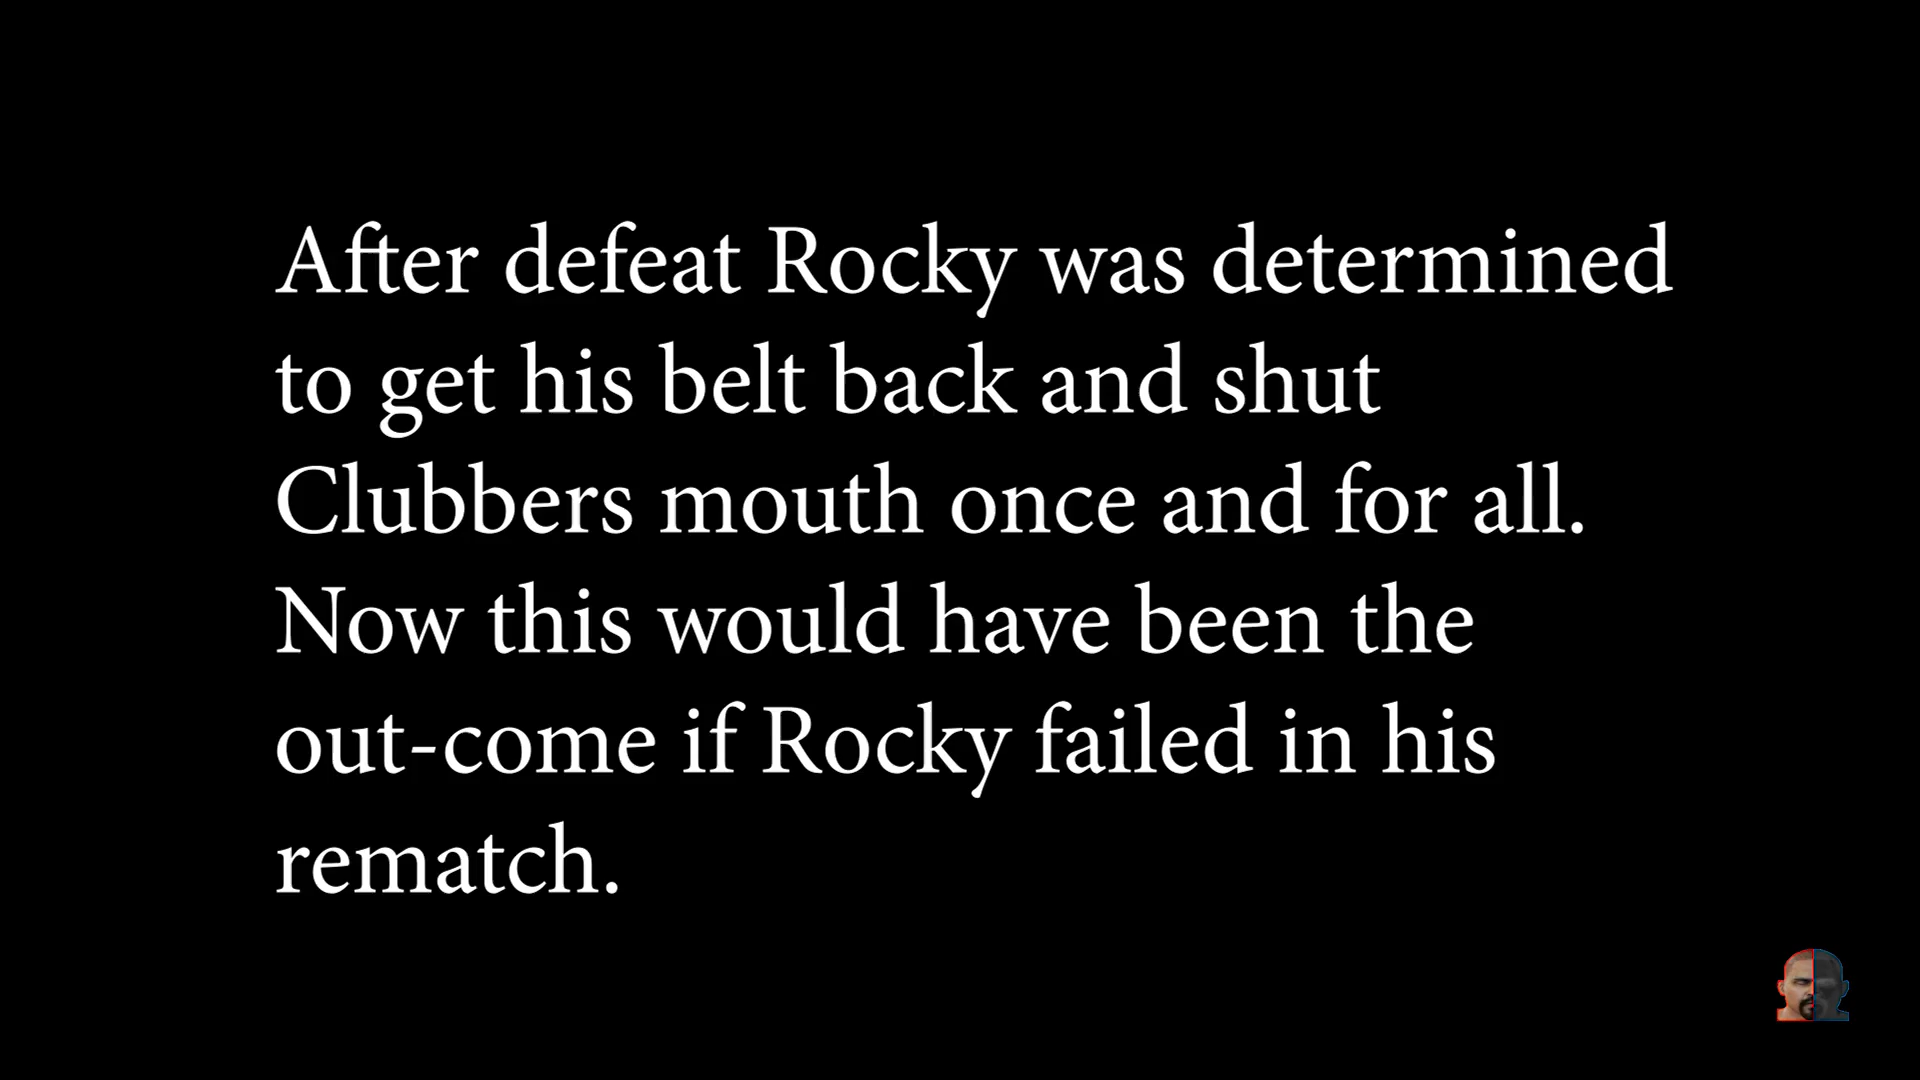 After defeat Rocky was determined
to get his belt back and shut
Clubbers mouth once and for all.
Now this would have been the
out-come if Rocky failed in his
rematch.